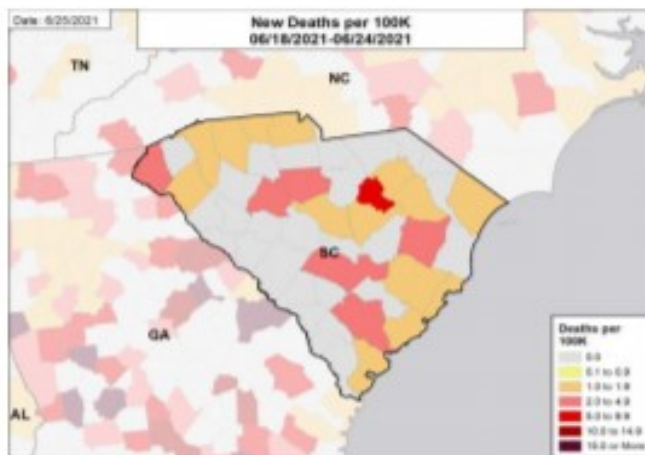 Date: 6/25/2021
New Deaths per 100K
06/18/2021-06/24/2021
TN
NC
SC
GA
AL
Deaths per
100K
0.0
0.1 to 0.9
1.0 to 1.9
2.0 to 4.9
5.0 to 9.9
10.0 to 14.9
15.0 or More